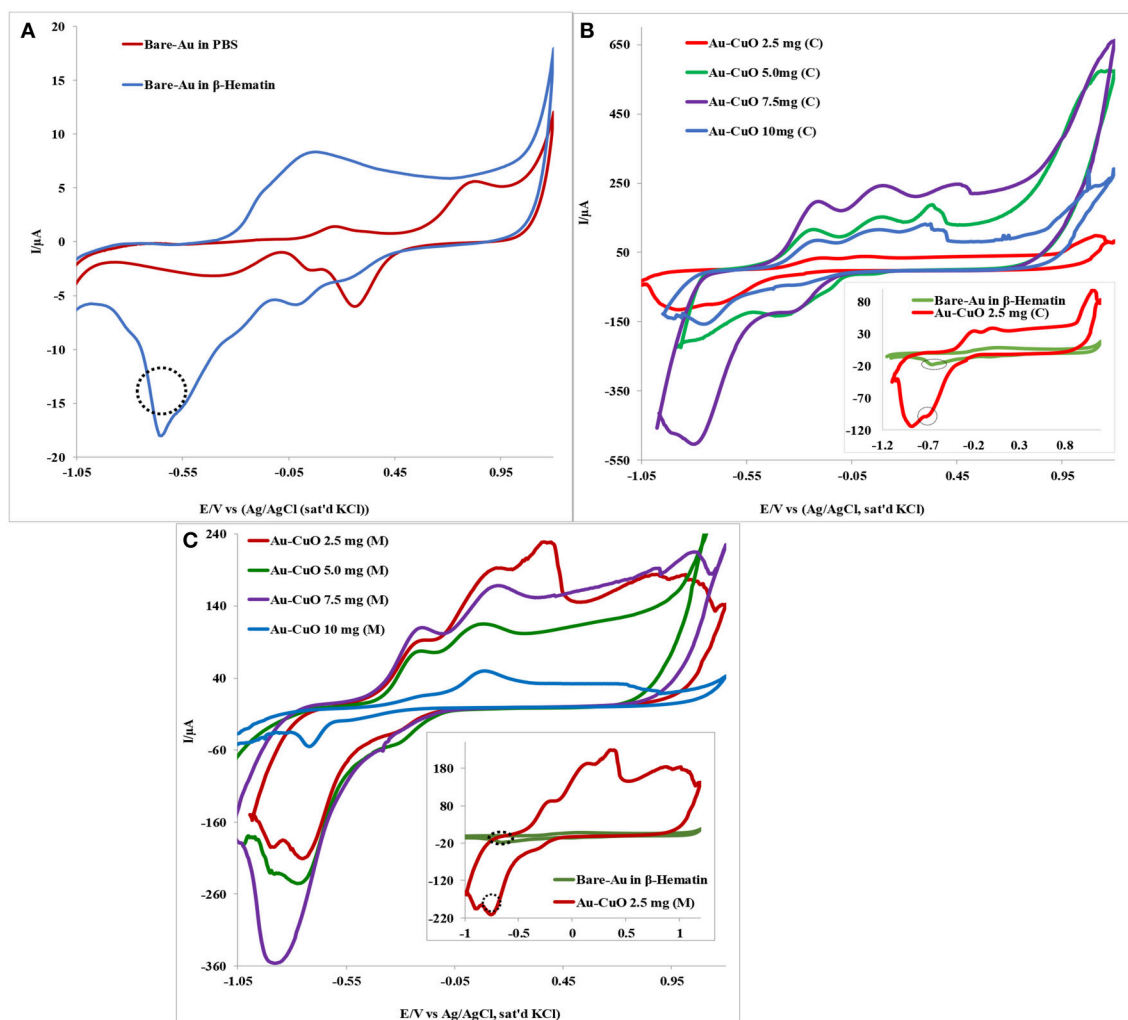 A
Bare-Au in PBS
Bare-Au in β-Hematin
I/µA
20
15
10
5
0
-5
-10
-15
-20
-1.05 -0.55 -0.05 0.45 0.95
E/V vs (Ag/AgCl (sat'd KCl))
B
Au-CuO 2.5 mg (C)
Au-CuO 5.0mg (C)
Au-CuO 7.5mg (C)
Au-CuO 10mg (C)
I/µA
650
450
250
50
-150
-350
-550
-1.05 -0.55 -0.05 0.45 0.95
E/V vs (Ag/AgCl, sat'd KCl)
Bare-Au in β-Hematin
Au-CuO 2.5 mg (C)
80
30
-20
-70
-120
-1.2 -0.7 -0.2 0.3 0.8
C
Au-CuO 2.5 mg (M)
Au-CuO 5.0 mg (M)
Au-CuO 7.5 mg (M)
Au-CuO 10 mg (M)
I/µA
240
140
40
-60
-160
-260
-360
-1.05 -0.55 -0.05 0.45 0.95
E/V vs Ag/AgCl, sat'd KCl)
180
80
-20
-120
-220
Bare-Au in β-Hematin
Au-CuO 2.5 mg (M)
-1 -0.5 0 0.5 1